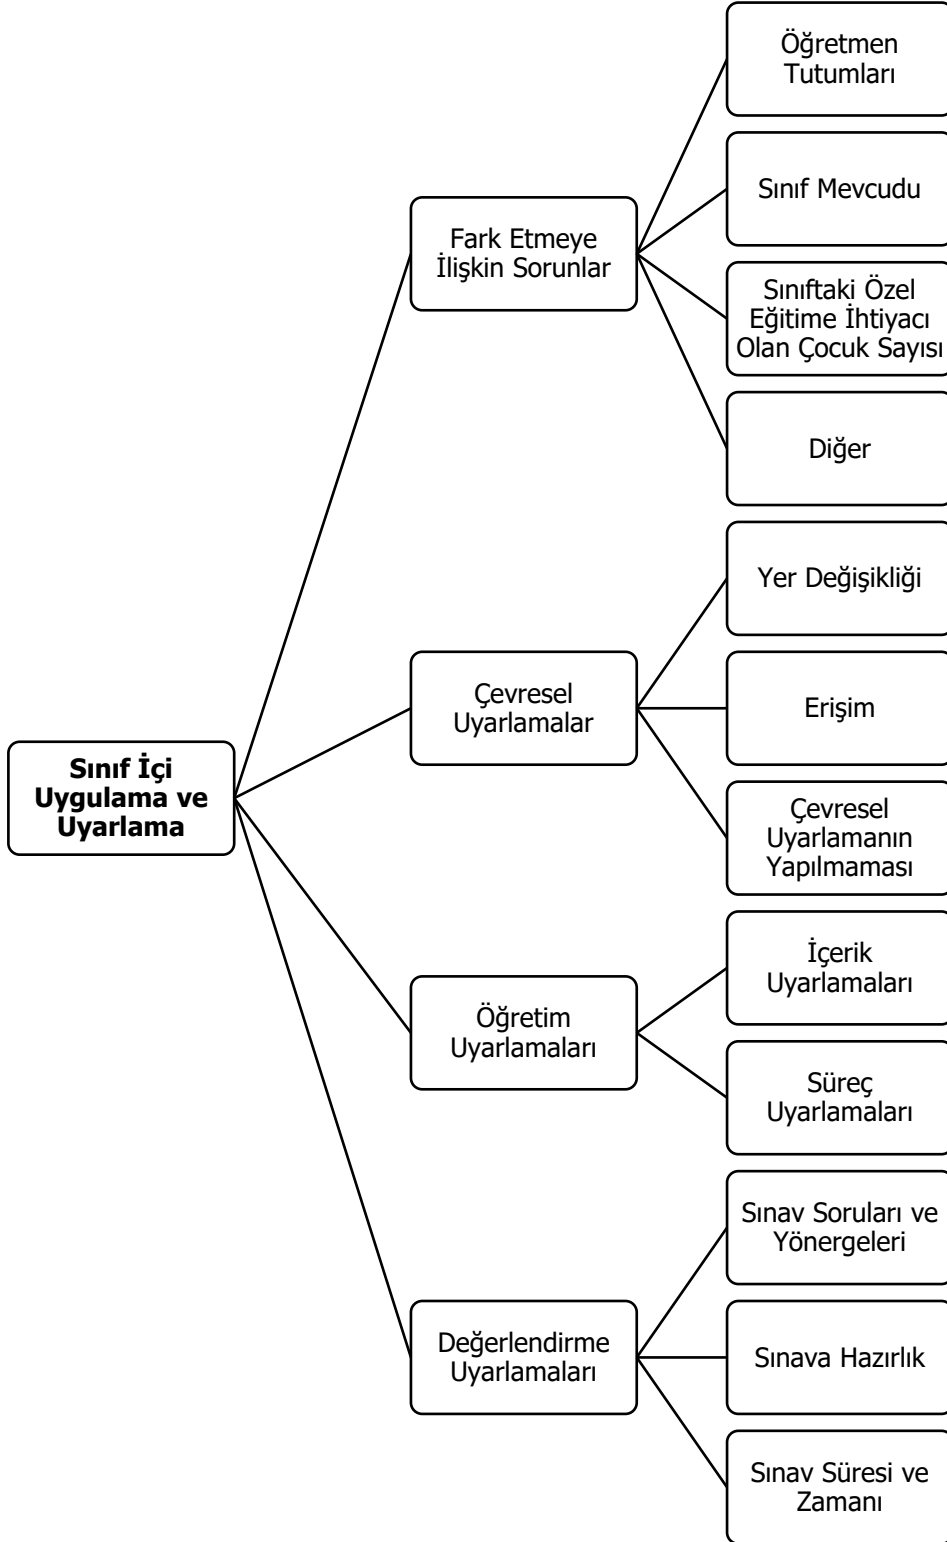 Öğretmen
Tutumları
Sınıf Mevcudu
Fark Etmeye
İlişkin Sorunlar
Sınıftaki Özel
Eğitime İhtiyacı
Olan Çocuk Sayısı
Diğer
Yer Değişikliği
Çevresel
Uyarlamalar
Erişim
Sınıf İçi
Uygulama ve
Uyarlama
Çevresel
Uyarlamanın
Yapılmaması
İçerik
Uyarlamaları
Öğretim
Uyarlamaları
Süreç
Uyarlamaları
Sınav Soruları ve
Yönergeleri
Değerlendirme
Uyarlamaları
Sınava Hazırlık
Sınav Süresi ve
Zamanı